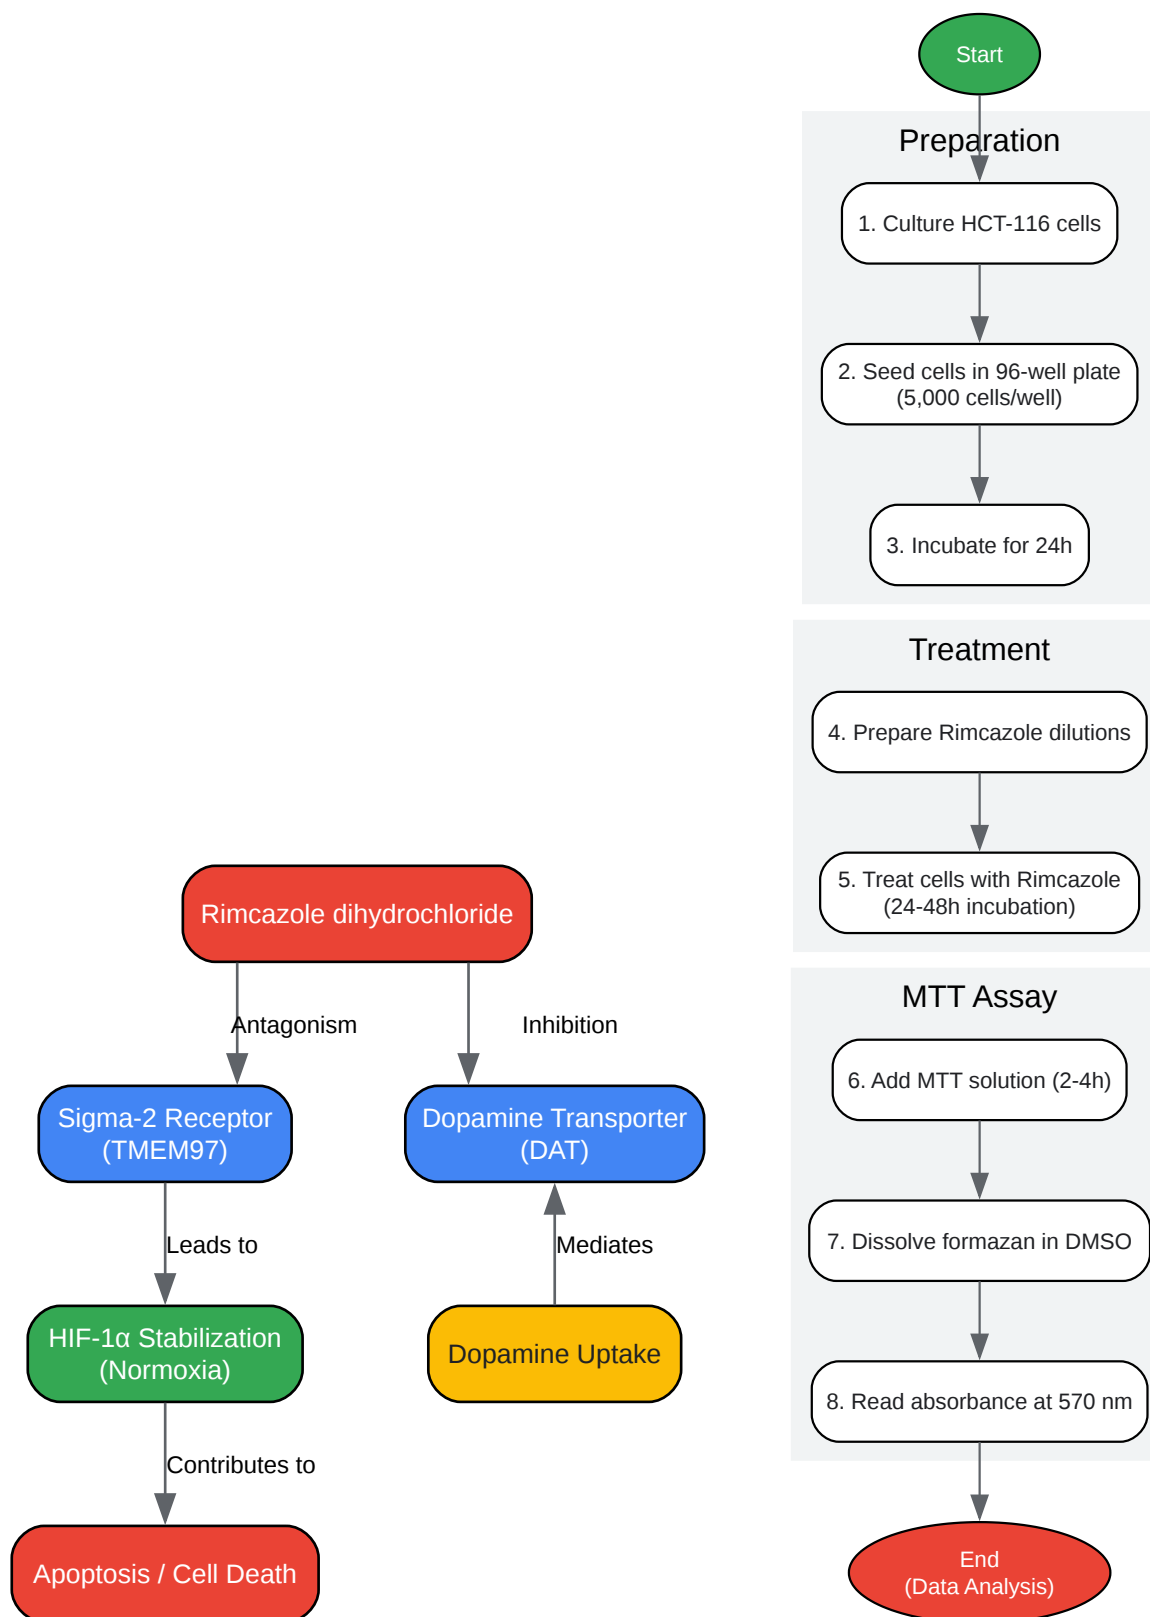 Start
Preparation
1. Culture HCT-116 cells
2. Seed cells in 96-well plate
(5,000 cells/well)
3. Incubate for 24h
Treatment
4. Prepare Rimcazole dilutions
5. Treat cells with Rimcazole
(24-48h incubation)
MTT Assay
6. Add MTT solution (2-4h)
7. Dissolve formazan in DMSO
8. Read absorbance at 570 nm
End
(Data Analysis)
Rimcazole dihydrochloride
Antagonism
Inhibition
Sigma-2 Receptor
(TMEM97)
Dopamine Transporter
(DAT)
Leads to
Mediates
HIF-1α Stabilization
(Normoxia)
Dopamine Uptake
Contributes to
Apoptosis / Cell Death